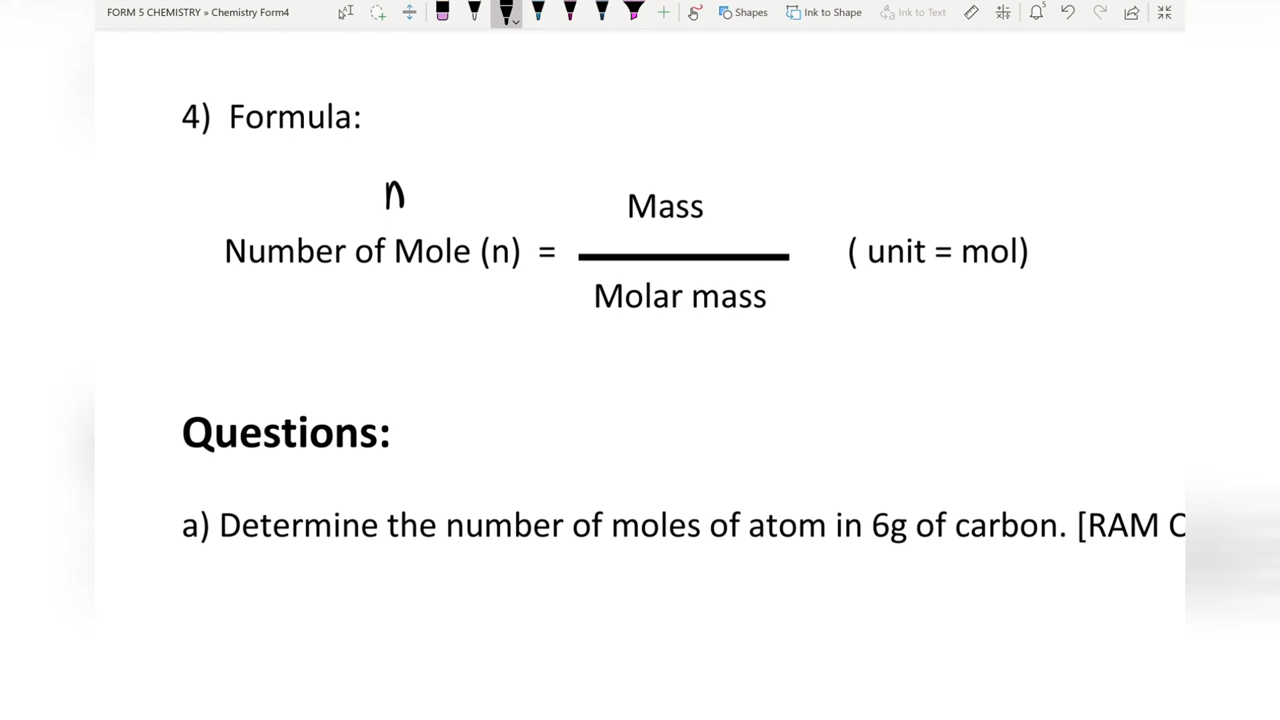 FORM 5 CHEMISTRY » Chemistry Form4
Shapes
Ink to Shape
Ink to Text
5
4) Formula:
n
Mass
Number of Mole (n) =
( unit = mol)
Molar mass
Questions:
a) Determine the number of moles of atom in 6g of carbon. [RAM C